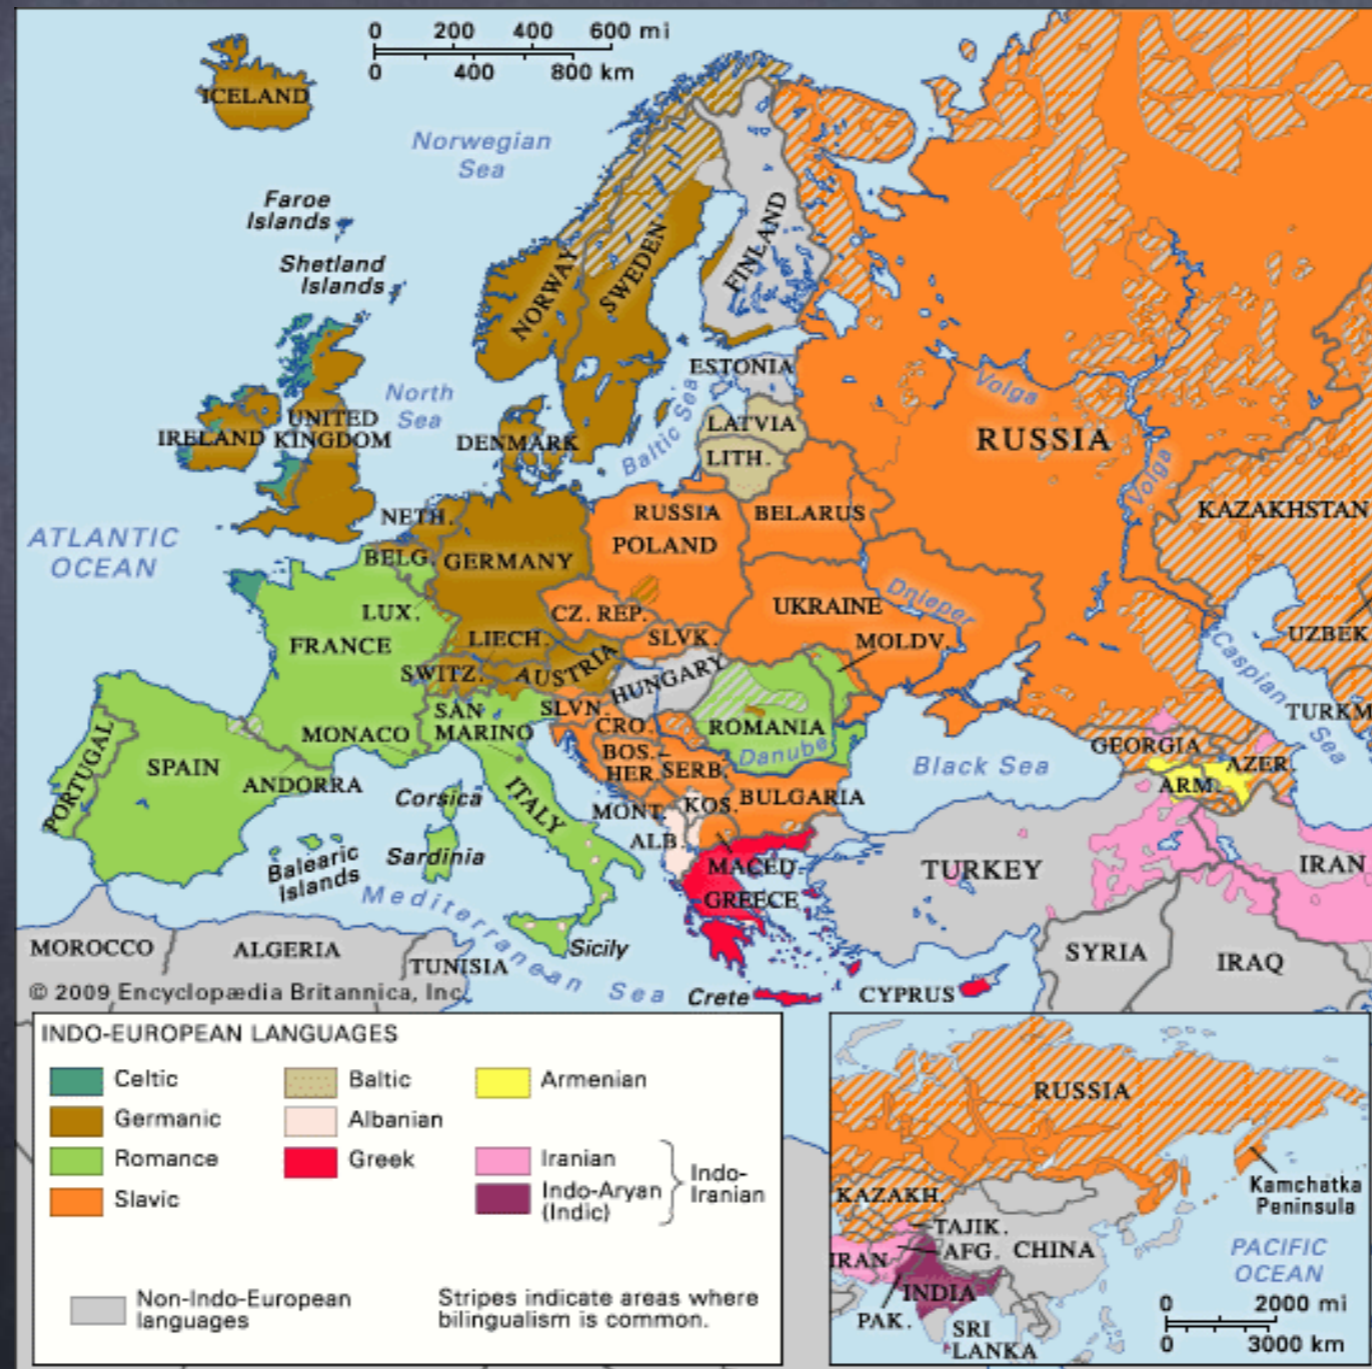 0 200 400 600 mi
0 400 800 km
ICELAND
Norwegian
Sea
Faroe
Islands
Shetland
Islands
NORWAY
SWEDEN
FINLAND
ESTONIA
North
Sea
Baltic Sea
LATVIA
LITH.
Volga
RUSSIA
Volga
UNITED
IRELAND KINGDOM
DENMARK
KAZAKHSTAN
NETH.
RUSSIA
BELARUS
ATLANTIC
OCEAN
BELG.
GERMANY
POLAND
Dnieper
LUX.
CZ. REP.
UKRAINE
FRANCE
LIECH.
SLVK.
MOLDV.
UZBEK
SWITZ.
AUSTRIA
HUNGARY
Caspian Sea
SAN
MARINO
SLVN.
CRO.
ROMANIA
TURKM
MONACO
BOS.
HER.
SERB.
Danube
GEORGIA
PORTUGAL
SPAIN
ANDORRA
ITALY
Black Sea
AZER.
ARM.
Corsica
MONT.
KOS.
BULGARIA
Balearic
Islands
Sardinia
ALB.
MACED.
TURKEY
IRAN
GREECE
Mediterranean Sea
MOROCCO
ALGERIA
TUNISIA
Sicily
SYRIA
IRAQ
Crete
CYPRUS
© 2009 Encyclopædia Britannica, Inc.
INDO-EUROPEAN LANGUAGES
Celtic
Germanic
Romance
Slavic
Baltic
Albanian
Greek
Armenian
Iranian
Indo-Aryan
(Indic)
Indo-
Iranian
Non-Indo-European
languages
Stripes indicate areas where
bilingualism is common.
RUSSIA
Kamchatka
Peninsula
KAZAKH.
TAJIK.
IRAN
AFG.
CHINA
PACIFIC
OCEAN
INDIA
PAK.
SRI
LANKA
0 2000 mi
0 3000 km